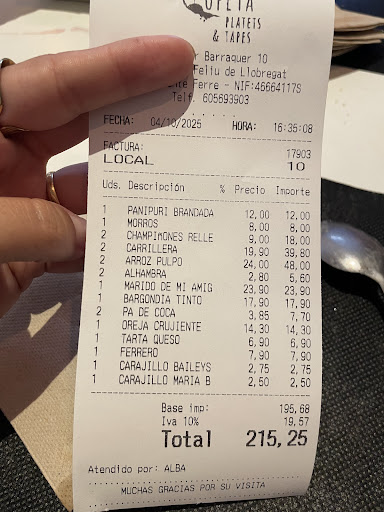 PLATETS
& TAPES
Barraquer 10
Feliu de Llobregat
Ferre - NIF:46664117S
Telf. 605693903
FECHA: 04/10/2025 HORA: 16:35:08
FACTURA: 17903
LOCAL 10
Uds. Descripción % Precio Importe
1 PANIPURI BRANDADA 12,00 12,00
1 MORROS 8,00 8,00
2 CHAMPIÑONES RELLE 9,00 18,00
2 CARRILLERA 19,90 39,80
2 ARROZ PULPO 24,00 48,00
2 ALHAMBRA 2,80 5,60
1 MARIDO DE MI AMIG 23,90 23,90
1 BARGONDIA TINTO 17,90 17,90
2 PA DE COCA 3,85 7,70
1 OREJA CRUJIENTE 14,30 14,30
1 TARTA QUESO 6,90 6,90
1 FERRERO 7,90 7,90
1 CARAJILLO BAILEYS 2,75 2,75
1 CARAJILLO MARIA B 2,50 2,50
Base imp: 195,68
Iva 10% 19,57
Total 215,25
Atendido por: ALBA
MUCHAS GRACIAS POR SU VISITA